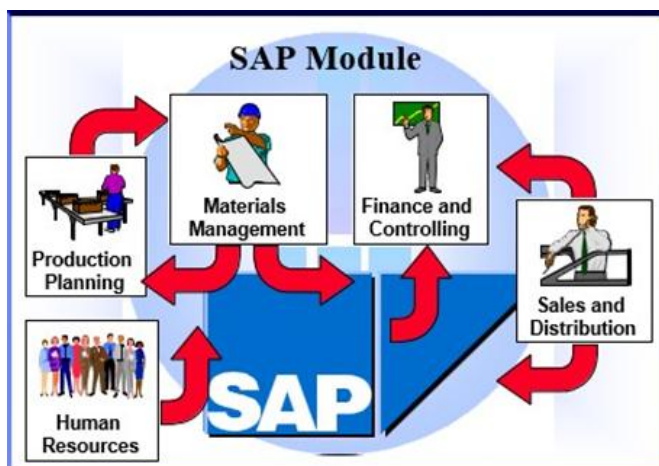 SAP Module
Materials
Management
Finance and
Controlling
Production
Planning
Sales and
Distribution
Human
Resources
SAP